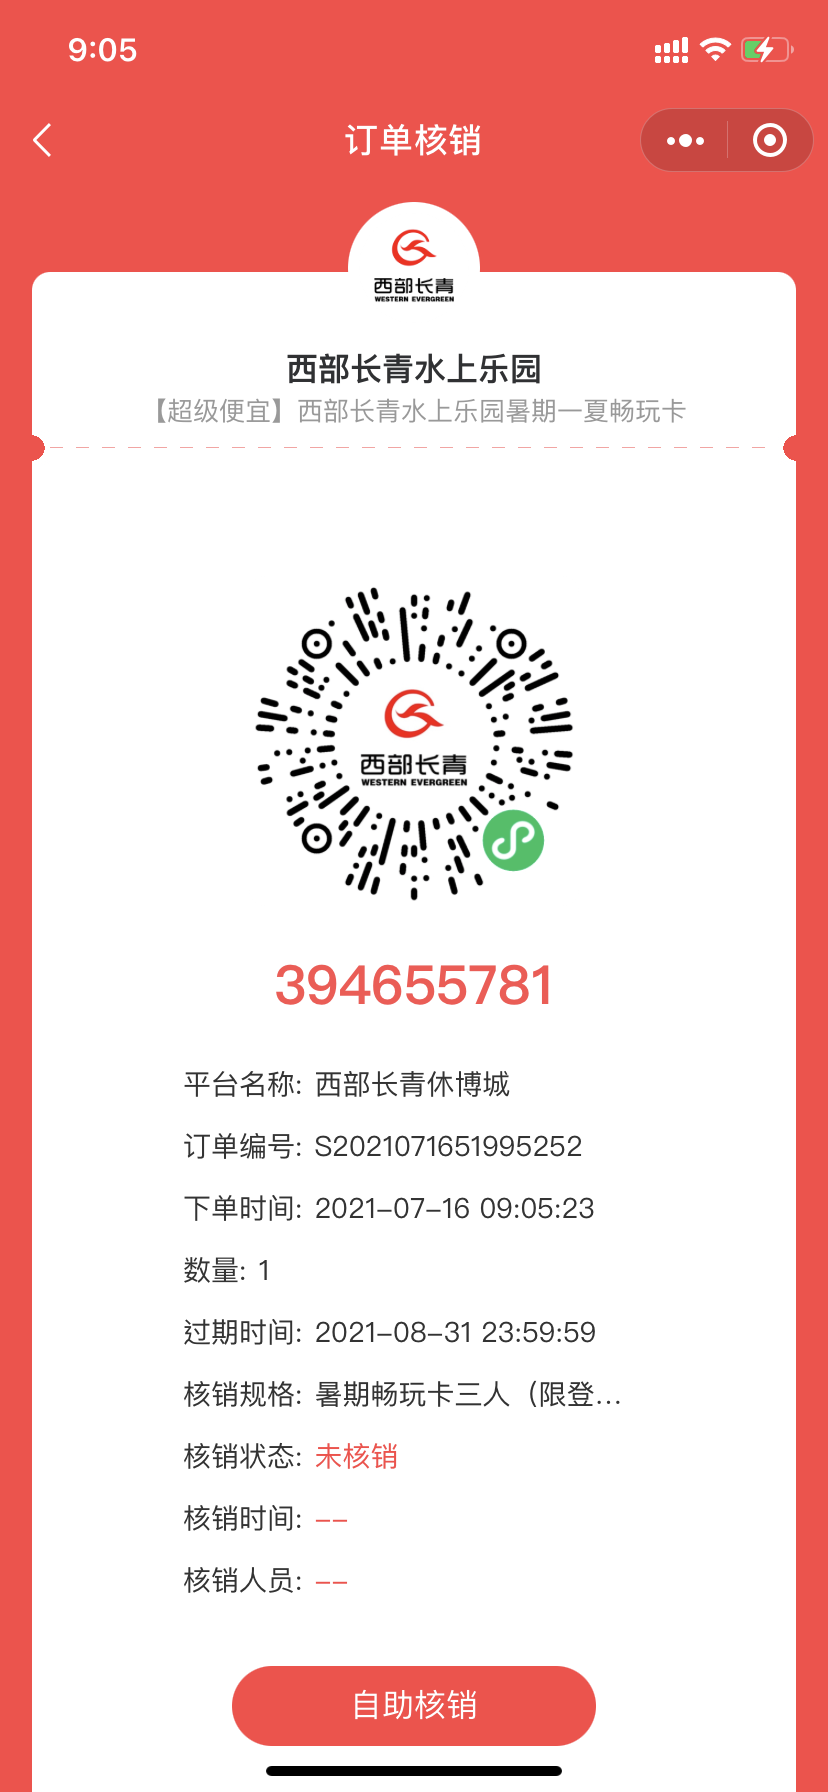 9:05
订单核销
西部长青
WESTERN EVERGREEN
西部长青水上乐园
【超级便宜】西部长青水上乐园暑期一夏畅玩卡
西部长青
WESTERN EVERGREEN
394655781
平台名称: 西部长青休博城
订单编号: S2021071651995252
下单时间: 2021-07-16 09:05:23
数量: 1
过期时间: 2021-08-31 23:59:59
核销规格: 暑期畅玩卡三人（限登...
核销状态: 未核销
核销时间: --
核销人员: --
自助核销